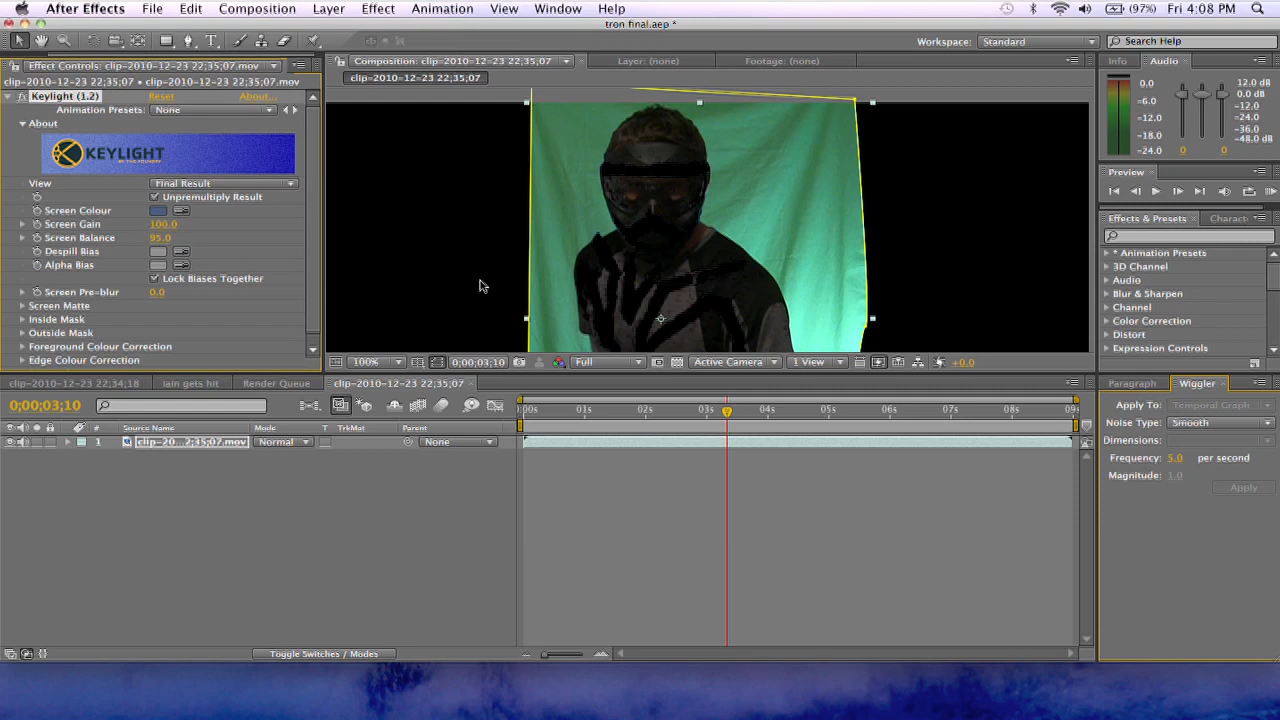 After Effects File Edit Composition Layer Effect Animation View Window Help (97%) Fri 4:08 PM
tron final.aep *
Workspace: Standard Search Help
Effect Controls: clip-2010-12-23 22;35;07.mov
Composition: clip-2010-12-23 22;35;07 Layer: (none) Footage: (none)
Info Audio
clip-2010-12-23 22;35;07 • clip-2010-12-23 22;35;07.mov
clip-2010-12-23 22;35;07
fx Keylight (1.2) Reset About...
Animation Presets: None
About
KEYLIGHT
BY THE FOUNDRY
View Final Result
Unpremultiply Result
Screen Colour
Screen Gain 100.0
Screen Balance 95.0
Despill Bias
Alpha Bias
Lock Biases Together
Screen Pre-blur 0.0
Screen Matte
Inside Mask
Outside Mask
Foreground Colour Correction
Edge Colour Correction
100% 0;00;03;10 Full Active Camera 1 View +0.0
0.0
-6.0
-12.0
-18.0
-24.0
12.0 dB
0.0 dB
-12.0
-24.0
-36.0
-48.0 dB
0 0
Preview
Effects & Presets Charact
* Animation Presets
3D Channel
Audio
Blur & Sharpen
Channel
Color Correction
Distort
Expression Controls
clip-2010-12-23 22;34;18 iain gets hit Render Queue clip-2010-12-23 22;35;07
0;00;03;10
:00s 01s 02s 03s 04s 05s 06s 07s 08s 09s
# Source Name Mode T TrkMat Parent
1 clip-20...2;35;07.mov Normal None
Toggle Switches / Modes
Paragraph Wiggler
Apply To: Temporal Graph
Noise Type: Smooth
Dimensions:
Frequency: 5.0 per second
Magnitude: 1.0
Apply